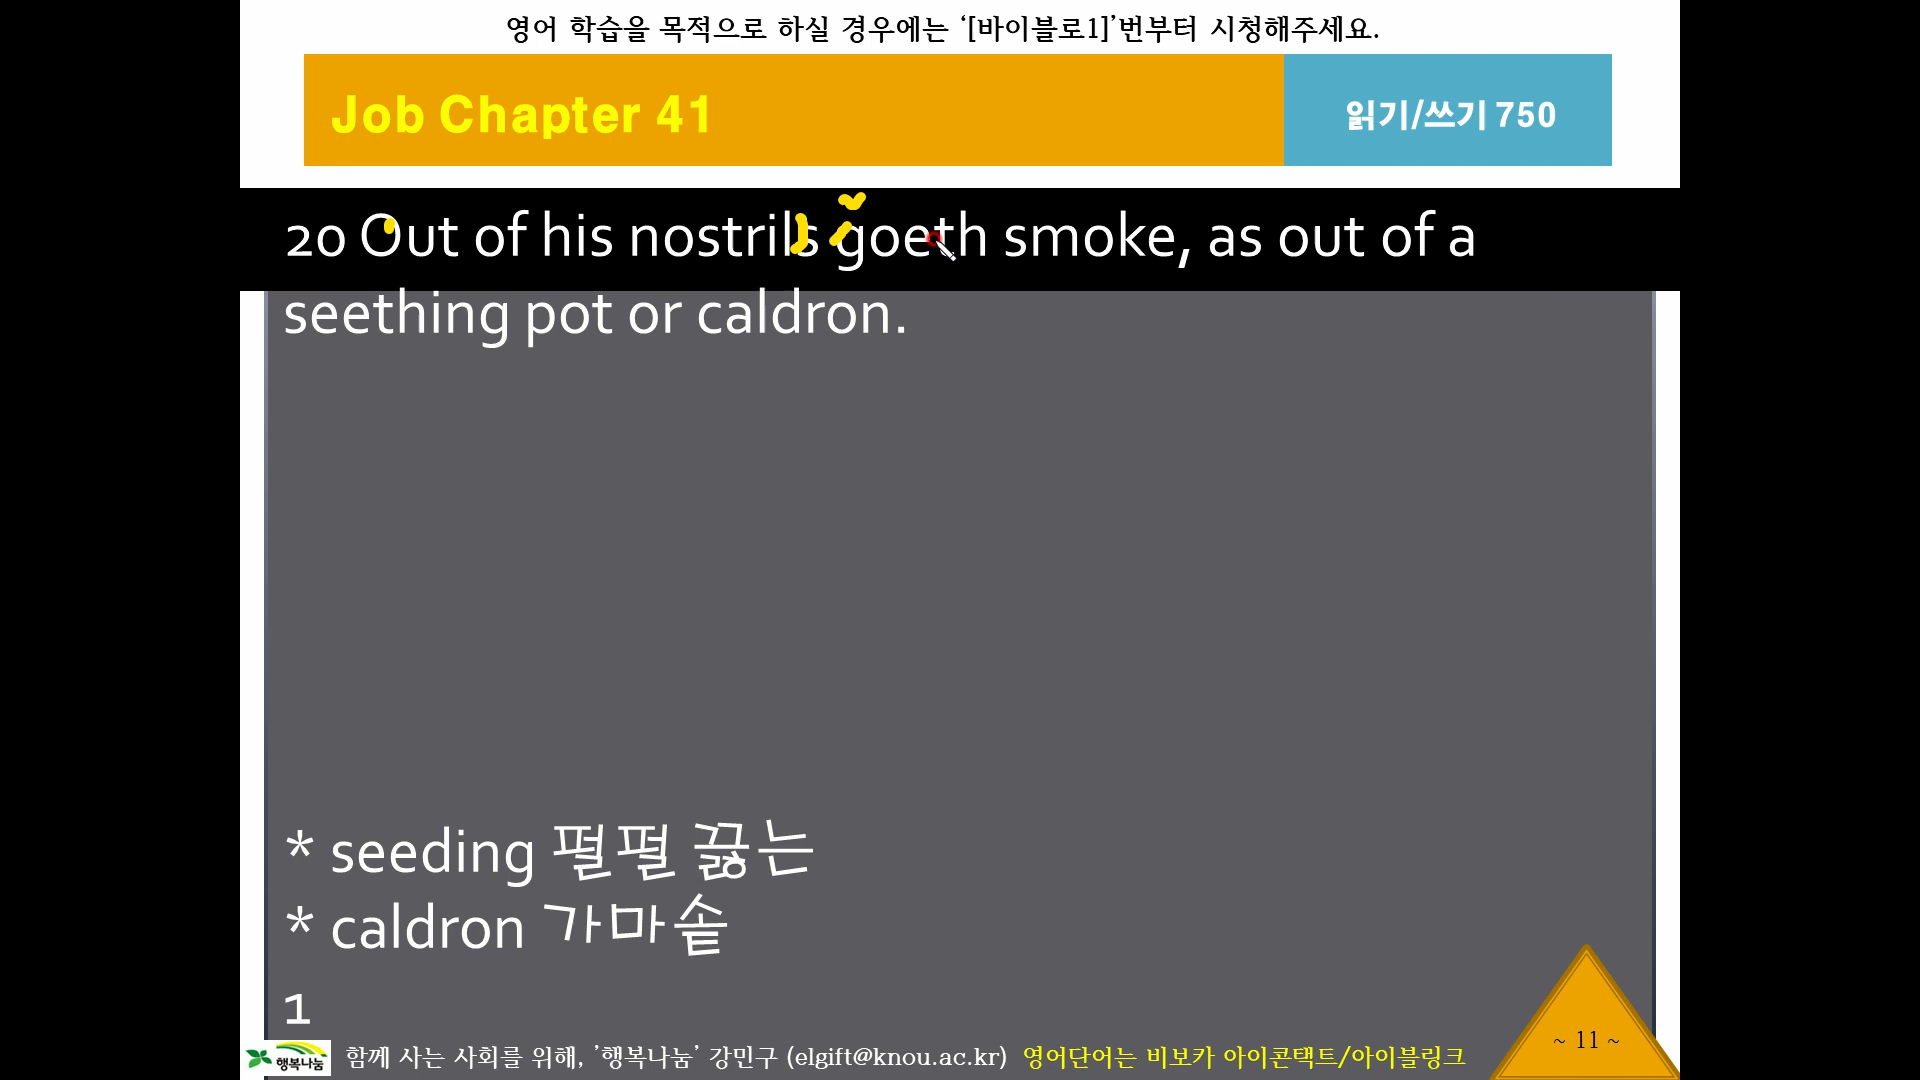 영어 학습을 목적으로 하실 경우에는 ‘[바이블로1]’번부터 시청해주세요.
Job Chapter 41
읽기/쓰기 750
20 Out of his nostrils goeth smoke, as out of a
seething pot or caldron.
* seeding 펄펄 끓는
* caldron 가마솥
1
~ 11 ~
행복나눔 함께 사는 사회를 위해, ’행복나눔’ 강민구 (elgift@knou.ac.kr) 영어단어는 비보카 아이콘택트/아이블링크